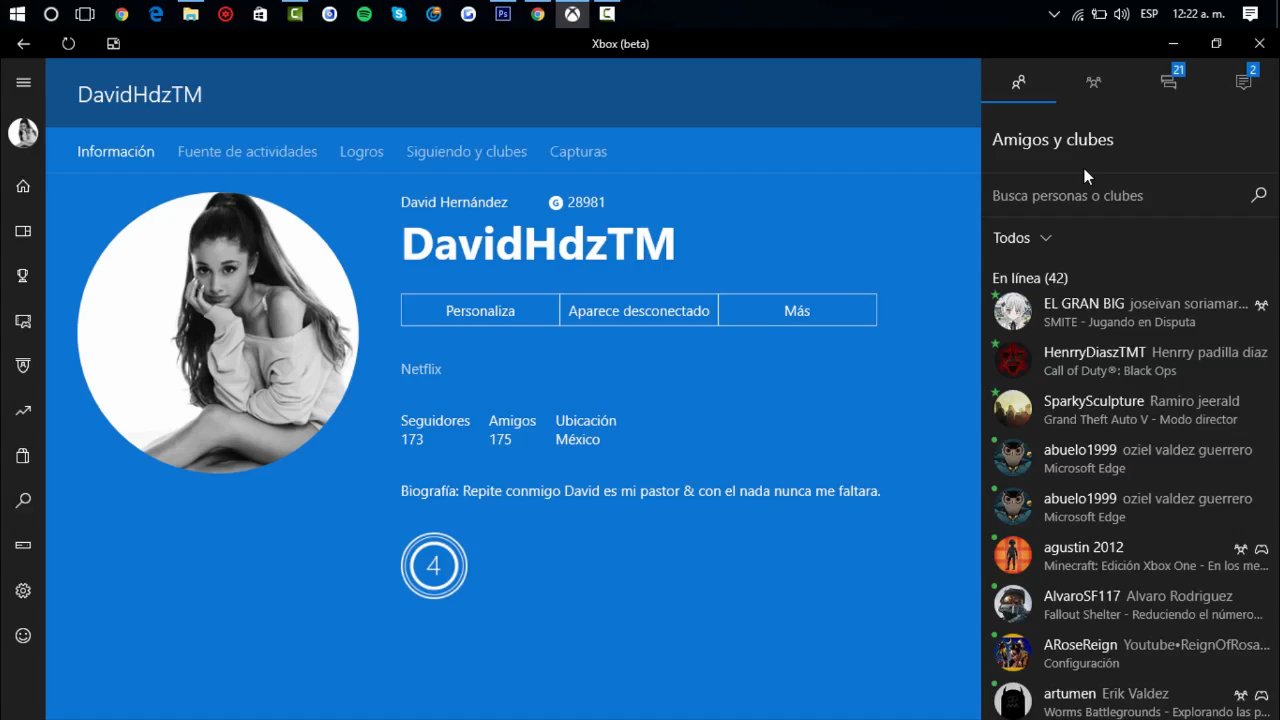 ESP 12:22 a. m.
Xbox (beta)
DavidHdzTM
Información Fuente de actividades Logros Siguiendo y clubes Capturas
David Hernández G 28981
DavidHdzTM
Personaliza Aparece desconectado Más
Netflix
Seguidores Amigos Ubicación
173 175 México
Biografía: Repite conmigo David es mi pastor & con el nada nunca me faltara.
4
21 2
Amigos y clubes
Busca personas o clubes
Todos
En línea (42)
EL GRAN BIG joseivan soriamar...
SMITE - Jugando en Disputa
HenrryDiaszTMT Henrry padilla diaz
Call of Duty®: Black Ops
SparkySculpture Ramiro jeerald
Grand Theft Auto V - Modo director
abuelo1999 oziel valdez guerrero
Microsoft Edge
abuelo1999 oziel valdez guerrero
Microsoft Edge
agustin 2012
Minecraft: Edición Xbox One - En los me...
AlvaroSF117 Alvaro Rodriguez
Fallout Shelter - Reduciendo el número...
ARoseReign Youtube•ReignOfRosa...
Configuración
artumen Erik Valdez
Worms Battlegrounds - Explorando las p...